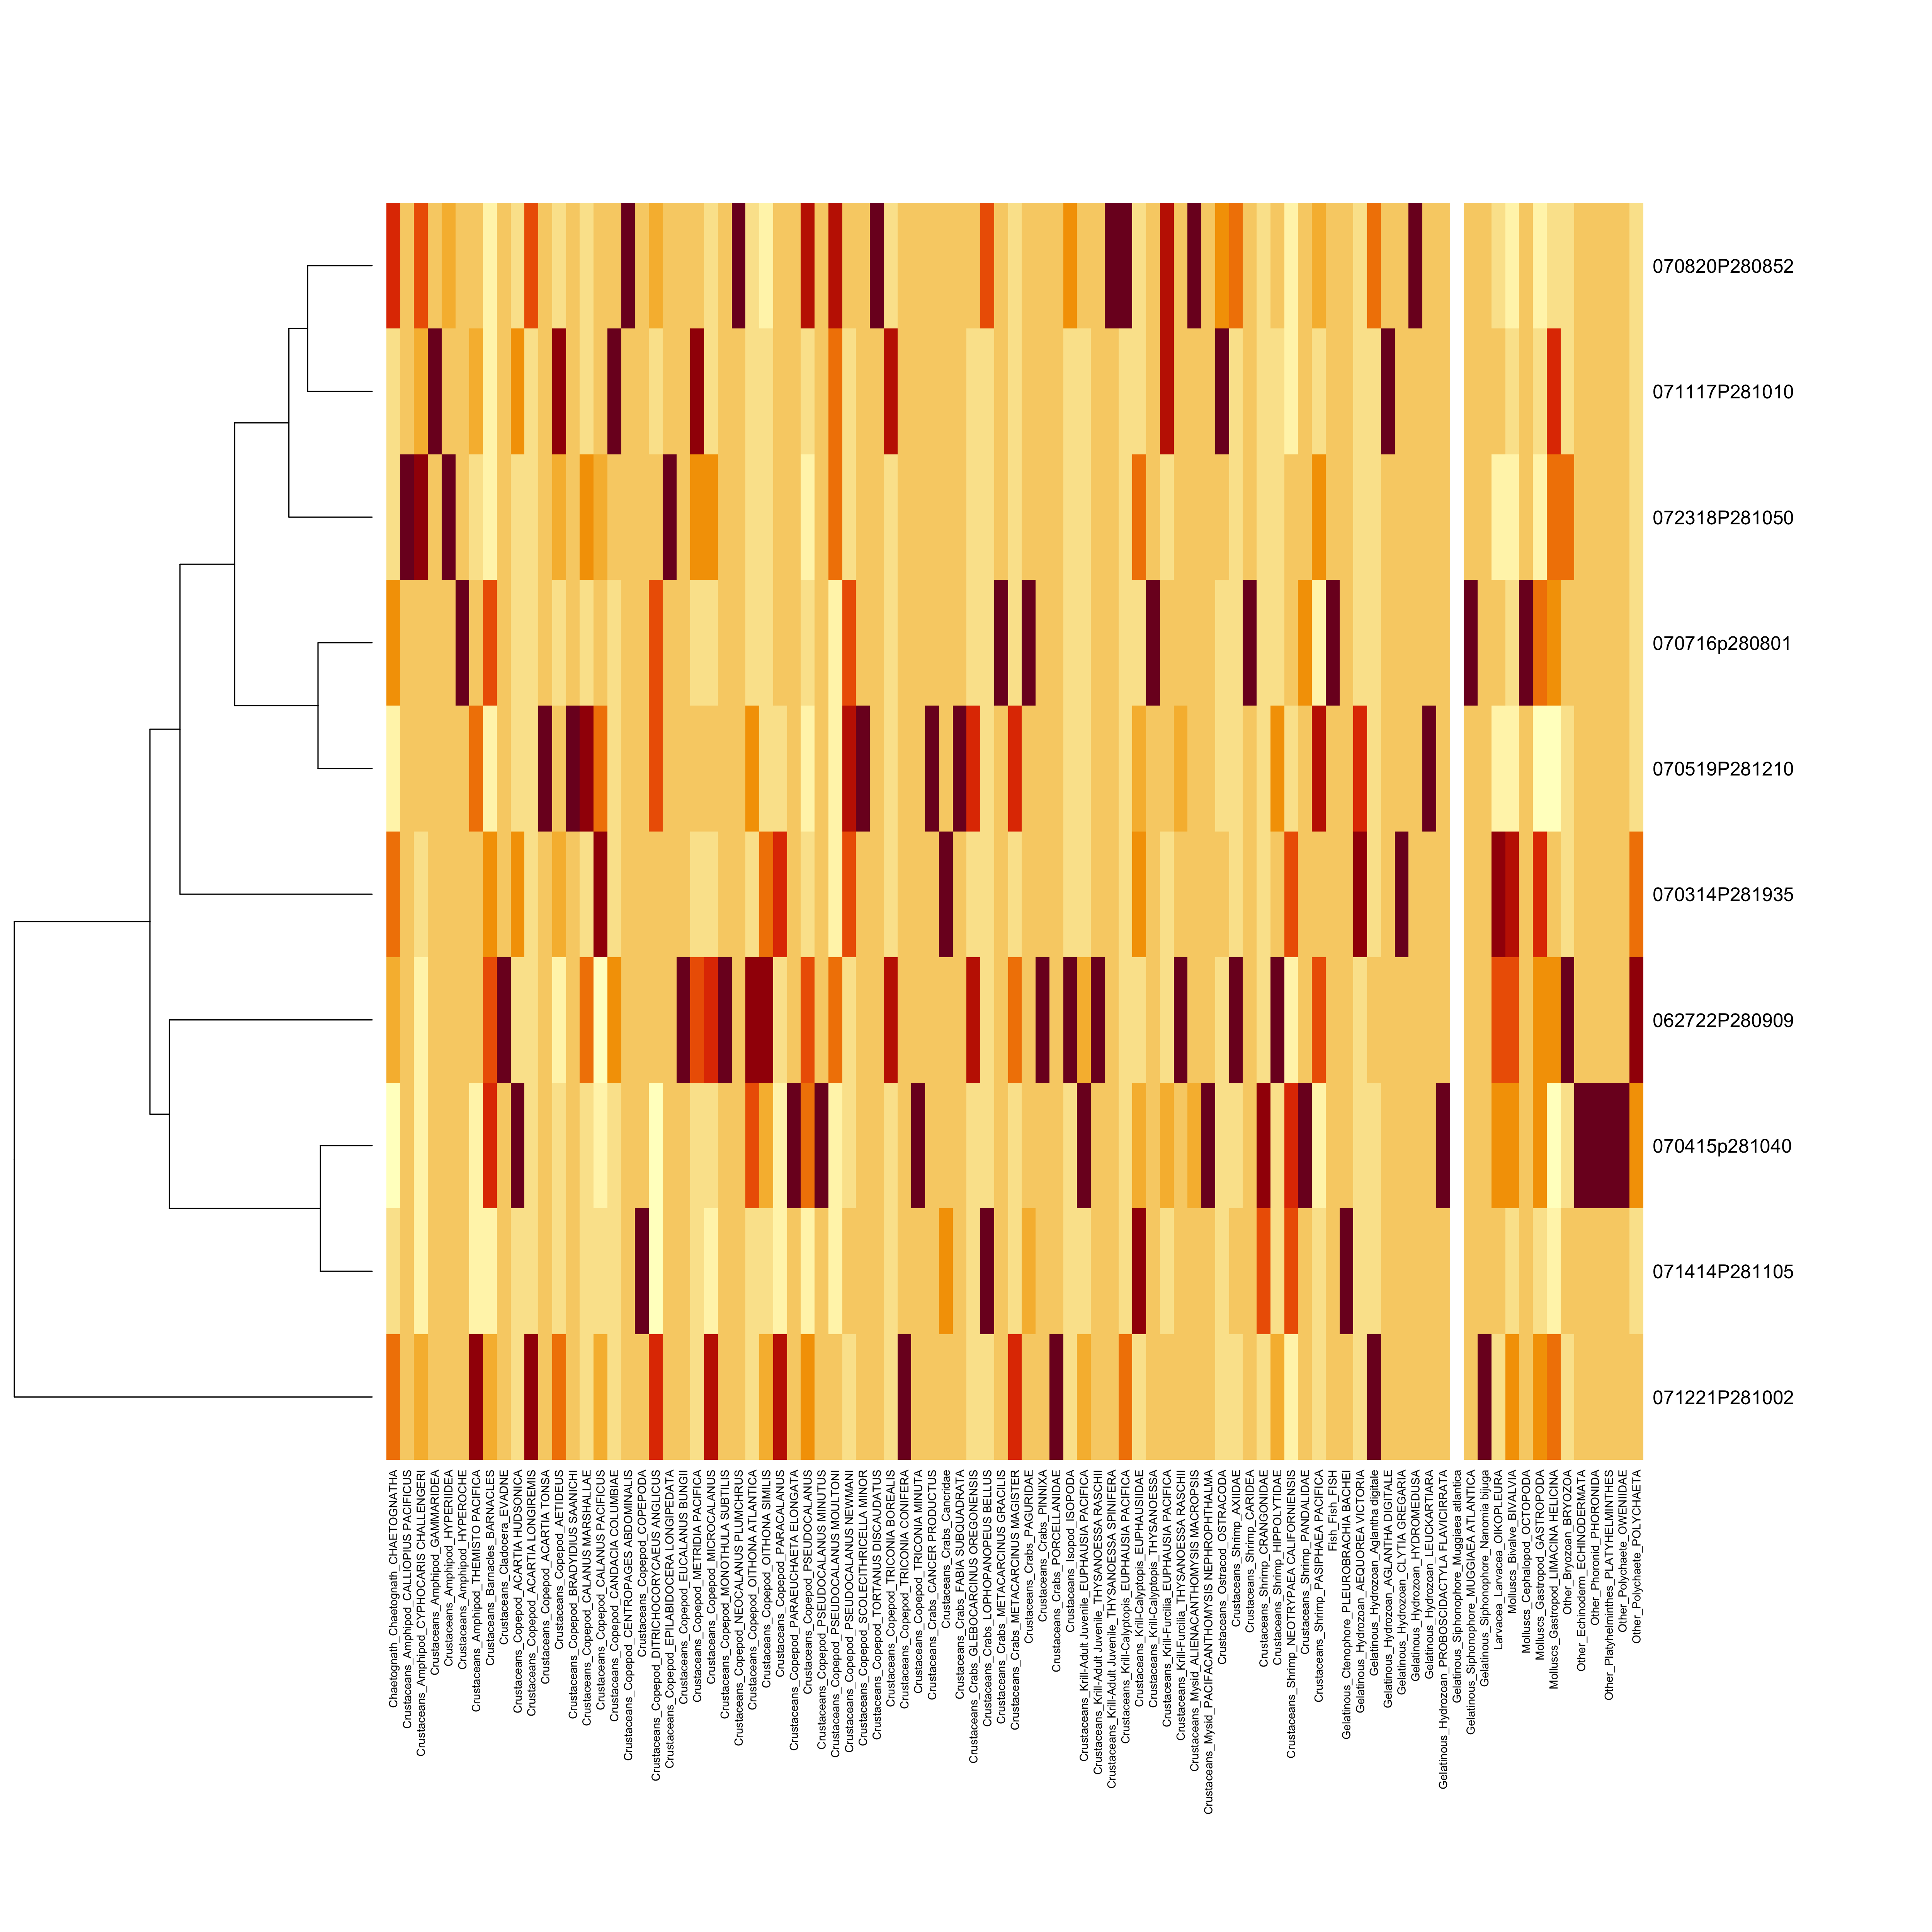 070820P280852
071117P281010
072318P281050
070716p280801
070519P281210
070314P281935
062722P280909
070415p281040
071414P281105
071221P281002
Chaetognath_Chaetognath_CHAETOGNATHA
Crustaceans_Amphipod_CALLIOPIUS PACIFICUS
Crustaceans_Amphipod_CYPHOCARIS CHALLENGERI
Crustaceans_Amphipod_GAMMARIDEA
Crustaceans_Amphipod_HYPERIIDEA
Crustaceans_Amphipod_HYPEROCHE
Crustaceans_Amphipod_THEMISTO PACIFICA
Crustaceans_Barnacles_BARNACLES
Crustaceans_Cladocera_EVADNE
Crustaceans_Copepod_ACARTIA HUDSONICA
Crustaceans_Copepod_ACARTIA LONGIREMIS
Crustaceans_Copepod_ACARTIA TONSA
Crustaceans_Copepod_AETIDEUS
Crustaceans_Copepod_BRADYIDIUS SAANICHI
Crustaceans_Copepod_CALANUS MARSHALLAE
Crustaceans_Copepod_CALANUS PACIFICUS
Crustaceans_Copepod_CANDACIA COLUMBIAE
Crustaceans_Copepod_CENTROPAGES ABDOMINALIS
Crustaceans_Copepod_COPEPODA
Crustaceans_Copepod_DITRICHOCORYCAEUS ANGLICUS
Crustaceans_Copepod_EPILABIDOCERA LONGIPEDATA
Crustaceans_Copepod_EUCALANUS BUNGII
Crustaceans_Copepod_METRIDIA PACIFICA
Crustaceans_Copepod_MICROCALANUS
Crustaceans_Copepod_MONOTHULA SUBTILIS
Crustaceans_Copepod_NEOCALANUS PLUMCHRUS
Crustaceans_Copepod_OITHONA ATLANTICA
Crustaceans_Copepod_OITHONA SIMILIS
Crustaceans_Copepod_PARACALANUS
Crustaceans_Copepod_PARAEUCHAETA ELONGATA
Crustaceans_Copepod_PSEUDOCALANUS
Crustaceans_Copepod_PSEUDOCALANUS MINUTUS
Crustaceans_Copepod_PSEUDOCALANUS MOULTONI
Crustaceans_Copepod_PSEUDOCALANUS NEWMANI
Crustaceans_Copepod_SCOLECITHRICELLA MINOR
Crustaceans_Copepod_TORTANUS DISCAUDATUS
Crustaceans_Copepod_TRICONIA BOREALIS
Crustaceans_Copepod_TRICONIA CONIFERA
Crustaceans_Copepod_TRICONIA MINUTA
Crustaceans_Crabs_CANCER PRODUCTUS
Crustaceans_Crabs_Cancridae
Crustaceans_Crabs_FABIA SUBQUADRATA
Crustaceans_Crabs_GLEBOCARCINUS OREGONENSIS
Crustaceans_Crabs_LOPHOPANOPEUS BELLUS
Crustaceans_Crabs_METACARCINUS GRACILIS
Crustaceans_Crabs_METACARCINUS MAGISTER
Crustaceans_Crabs_PAGURIDAE
Crustaceans_Crabs_PINNIXA
Crustaceans_Crabs_PORCELLANIDAE
Crustaceans_Isopod_ISOPODA
Crustaceans_Krill-Adult Juvenile_EUPHAUSIA PACIFICA
Crustaceans_Krill-Adult Juvenile_THYSANOESSA RASCHII
Crustaceans_Krill-Adult Juvenile_THYSANOESSA SPINIFERA
Crustaceans_Krill-Calyptopis_EUPHAUSIA PACIFICA
Crustaceans_Krill-Calyptopis_EUPHAUSIIDAE
Crustaceans_Krill-Calyptopis_THYSANOESSA
Crustaceans_Krill-Furcilia_EUPHAUSIA PACIFICA
Crustaceans_Krill-Furcilia_THYSANOESSA RASCHII
Crustaceans_Mysid_ALIENACANTHOMYSIS MACROPSIS
Crustaceans_Mysid_PACIFACANTHOMYSIS NEPHROPHTHALMA
Crustaceans_Ostracod_OSTRACODA
Crustaceans_Shrimp_AXIIDAE
Crustaceans_Shrimp_CARIDEA
Crustaceans_Shrimp_CRANGONIDAE
Crustaceans_Shrimp_HIPPOLYTIDAE
Crustaceans_Shrimp_NEOTRYPAEA CALIFORNIENSIS
Crustaceans_Shrimp_PANDALIDAE
Crustaceans_Shrimp_PASIPHAEA PACIFICA
Fish_Fish_FISH
Gelatinous_Ctenophore_PLEUROBRACHIA BACHEI
Gelatinous_Hydrozoan_AEQUOREA VICTORIA
Gelatinous_Hydrozoan_Aglantha digitale
Gelatinous_Hydrozoan_AGLANTHA DIGITALE
Gelatinous_Hydrozoan_CLYTIA GREGARIA
Gelatinous_Hydrozoan_HYDROMEDUSA
Gelatinous_Hydrozoan_LEUCKARTIARA
Gelatinous_Hydrozoan_PROBOSCIDACTYLA FLAVICIRRATA
Gelatinous_Siphonophore_Muggiaea atlantica
Gelatinous_Siphonophore_MUGGIAEA ATLANTICA
Gelatinous_Siphonophore_Nanomia bijuga
Larvacea_Larvacea_OIKOPLEURA
Molluscs_Bivalve_BIVALVIA
Molluscs_Cephalopod_OCTOPODA
Molluscs_Gastropod_GASTROPODA
Molluscs_Gastropod_LIMACINA HELICINA
Other_Bryozoan_BRYOZOA
Other_Echinoderm_ECHINODERMATA
Other_Phoronid_PHORONIDA
Other_Platyhelminthes_PLATYHELMINTHES
Other_Polychaete_OWENIIDAE
Other_Polychaete_POLYCHAETA